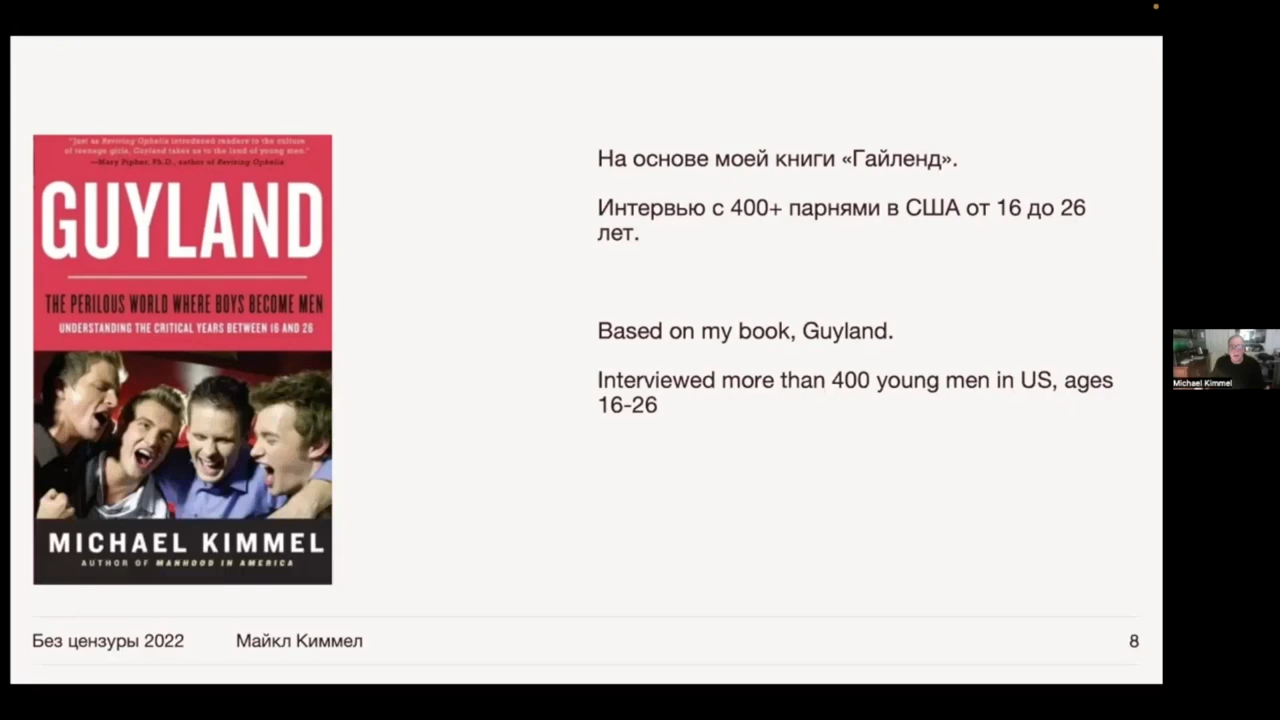 "Just as Reviving Ophelia introduced readers to the culture
of teenage girls, Guyland takes us to the land of young men."
—Mary Pipher, Ph.D., author of Reviving Ophelia
GUYLAND
THE PERILOUS WORLD WHERE BOYS BECOME MEN
UNDERSTANDING THE CRITICAL YEARS BETWEEN 16 AND 26
MICHAEL KIMMEL
AUTHOR OF MANHOOD IN AMERICA
На основе моей книги «Гайленд».
Интервью с 400+ парнями в США от 16 до 26
лет.
Based on my book, Guyland.
Interviewed more than 400 young men in US, ages
16-26
Без цензуры 2022
Майкл Киммел
8
Michael Kimmel